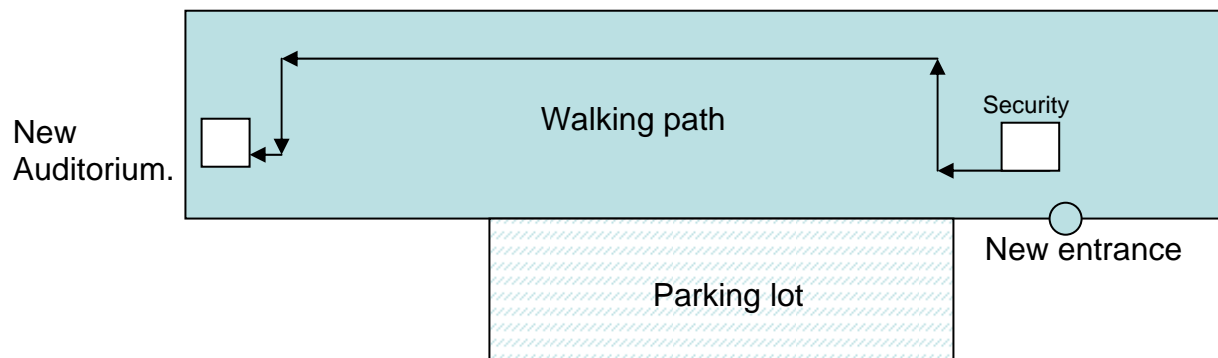 Security
Walking path
New
Auditorium.
New entrance
Parking lot